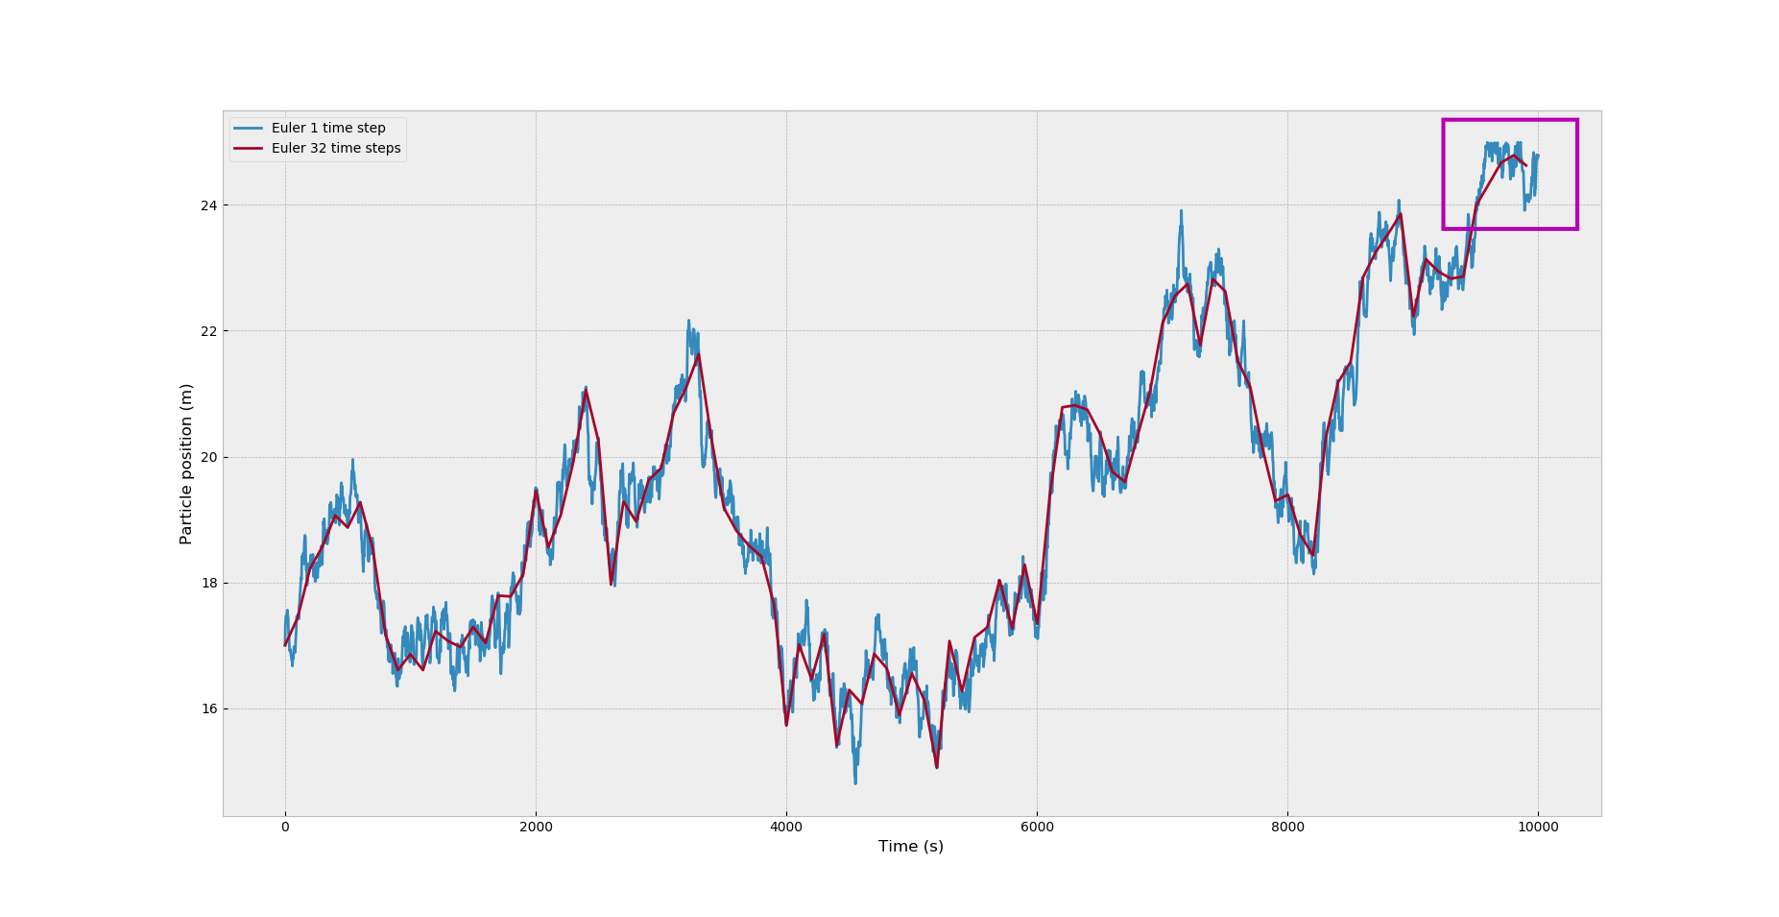 Euler 1 time step
Euler 32 time steps
24
22
20
18
16
Particle position (m)
0 2000 4000 6000 8000 10000
Time (s)